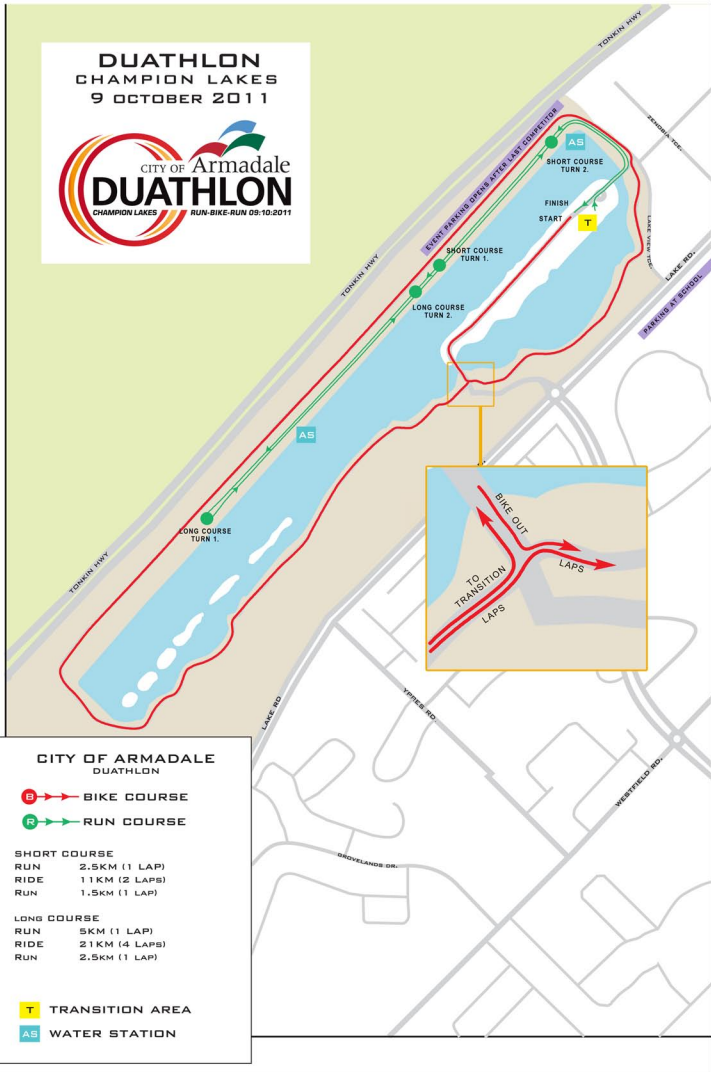 DUATHLON
CHAMPION LAKES
9 OCTOBER 2011
CITY OF Armadale
DUATHLON
CHAMPION LAKES RUN-BIKE-RUN 09:10:2011
TONKIN HWY
ZENOBIA TCE.
EVENT PARKING OPENS AFTER LAST COMPETITOR
AS
SHORT COURSE
TURN 2.
FINISH
START
T
LAKE VIEW TCE.
LAKE RD.
PARKING AT SCHOOL
TONKIN HWY
SHORT COURSE
TURN 1.
LONG COURSE
TURN 2.
AS
LONG COURSE
TURN 1.
TONKIN HWY
BIKE OUT
LAPS
TO
TRANSITION
LAPS
LAKE RD
YPRES RD
WESTFIELD RD.
GROVELANDS DR.
CITY OF ARMADALE
DUATHLON
B BIKE COURSE
R RUN COURSE
SHORT COURSE
RUN 2.5KM (1 LAP)
RIDE 11KM (2 LAPS)
RUN 1.5KM (1 LAP)
LONG COURSE
RUN 5KM (1 LAP)
RIDE 21KM (4 LAPS)
RUN 2.5KM (1 LAP)
T TRANSITION AREA
AS WATER STATION